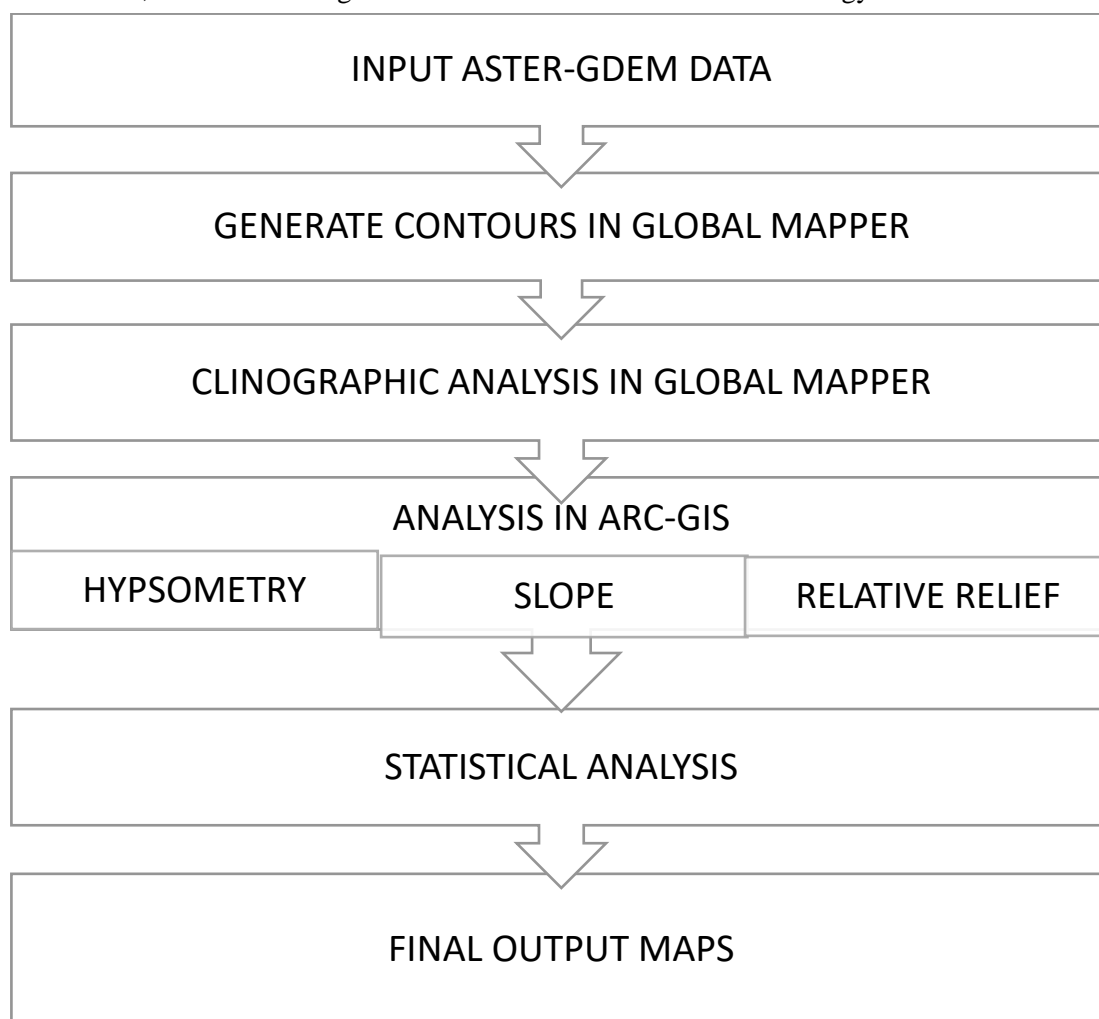 INPUT ASTER-GDEM DATA
GENERATE CONTOURS IN GLOBAL MAPPER
CLINOGRAPHIC ANALYSIS IN GLOBAL MAPPER
ANALYSIS IN ARC-GIS
HYPSOMETRY
SLOPE
RELATIVE RELIEF
STATISTICAL ANALYSIS
FINAL OUTPUT MAPS